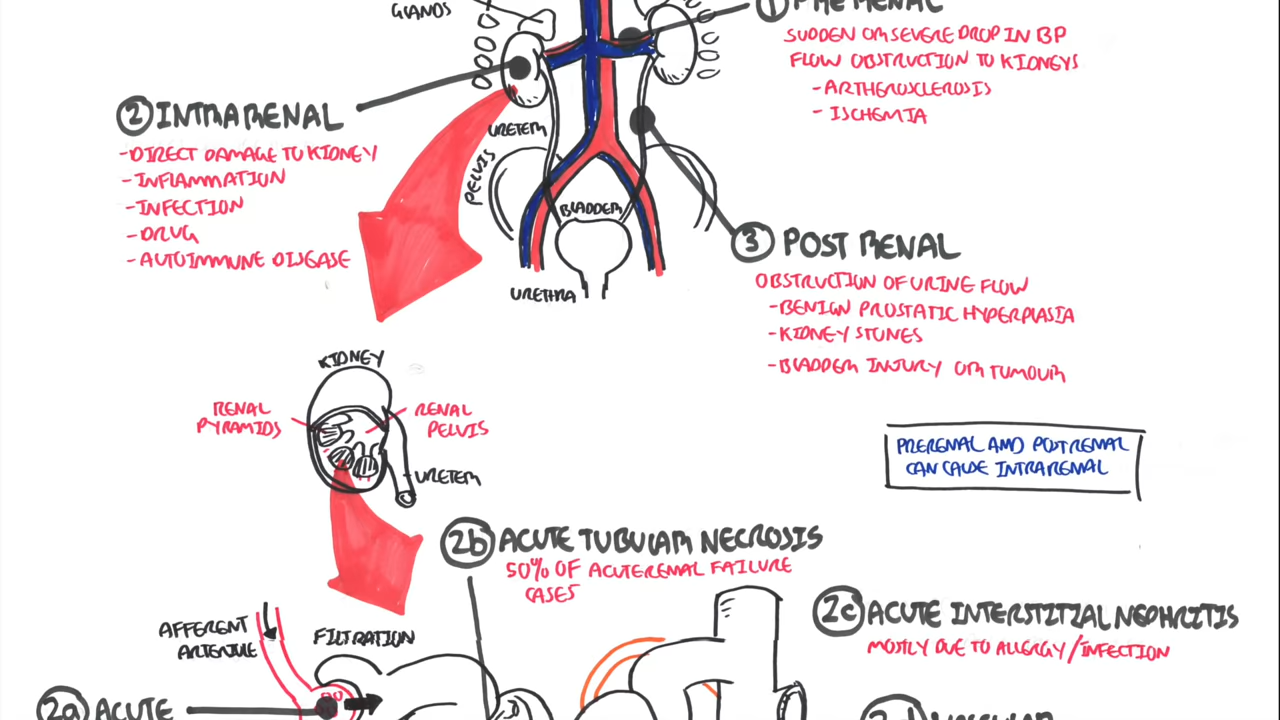 GLANDS
1 PRE RENAL
SUDDEN OR SEVERE DROP IN BP
FLOW OBSTRUCTION TO KIDNEYS
- ARTHEROSCLEROSIS
- ISCHEMIA
2 INTRARENAL
- DIRECT DAMAGE TO KIDNEY
- INFLAMMATION
- INFECTION
- DRUG
- AUTOIMMUNE DISEASE
URETER
PELVIS
BLADDER
URETHRA
3 POST RENAL
OBSTRUCTION OF URINE FLOW
- BENIGN PROSTATIC HYPERPLASIA
- KIDNEY STONES
- BLADDER INJURY OR TUMOUR
KIDNEY
RENAL
PYRAMIDS
RENAL
PELVIS
URETER
PRERENAL AND POSTRENAL
CAN CAUSE INTRARENAL
2b ACUTE TUBULAR NECROSIS
50% OF ACUTE RENAL FAILURE
CASES
2c ACUTE INTERSTITIAL NEPHRITIS
MOSTLY DUE TO ALLERGY/INFECTION
AFFERENT
ARTERIOLE
FILTRATION
2a ACUTE
2d VASCULAR